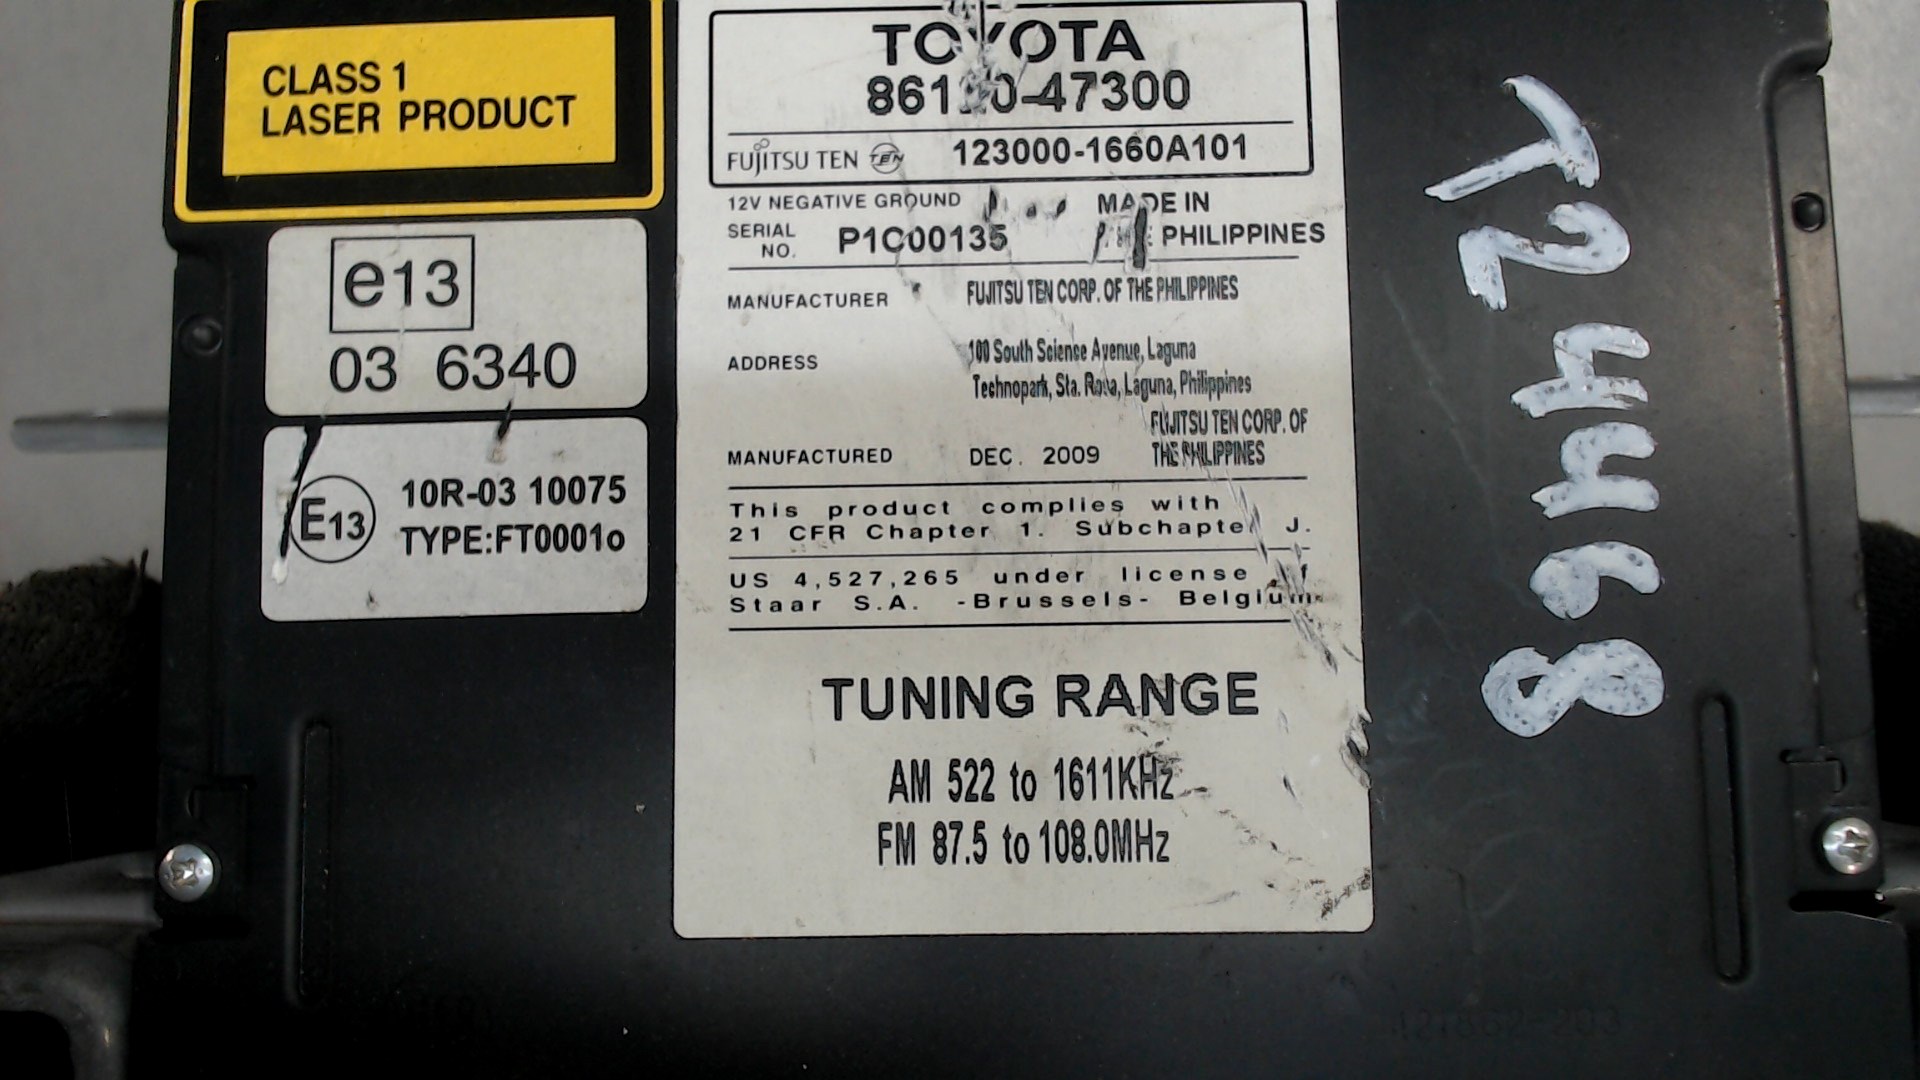 CLASS 1
LASER PRODUCT
e13
03 6340
E13
10R-03 10075
TYPE:FT0001o
TOYOTA
86120-47300
FUJITSU TEN TEN 123000-1660A101
12V NEGATIVE GROUND
SERIAL NO. P1C00135
MADE IN
THE PHILIPPINES
MANUFACTURER FUJITSU TEN CORP. OF THE PHILIPPINES
ADDRESS 100 South Science Avenue, Laguna
Technopark, Sta. Rosa, Laguna, Philippines
MANUFACTURED DEC. 2009 FUJITSU TEN CORP. OF
THE PHILIPPINES
This product complies with
21 CFR Chapter 1. Subchapter J.
US 4,527,265 under license of
Staar S.A. -Brussels- Belgium
TUNING RANGE
AM 522 to 1611KHz
FM 87.5 to 108.0MHz
T24468